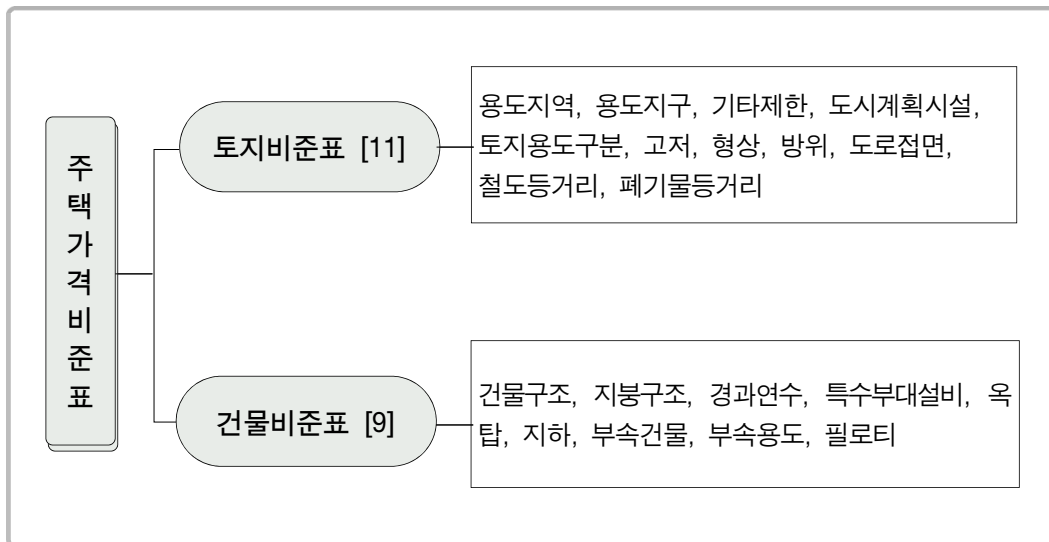 주택가격비준표
토지비준표 [11]
용도지역, 용도지구, 기타제한, 도시계획시설,
토지용도구분, 고저, 형상, 방위, 도로접면,
철도등거리, 폐기물등거리
건물비준표 [9]
건물구조, 지붕구조, 경과연수, 특수부대설비, 옥
탑, 지하, 부속건물, 부속용도, 필로티